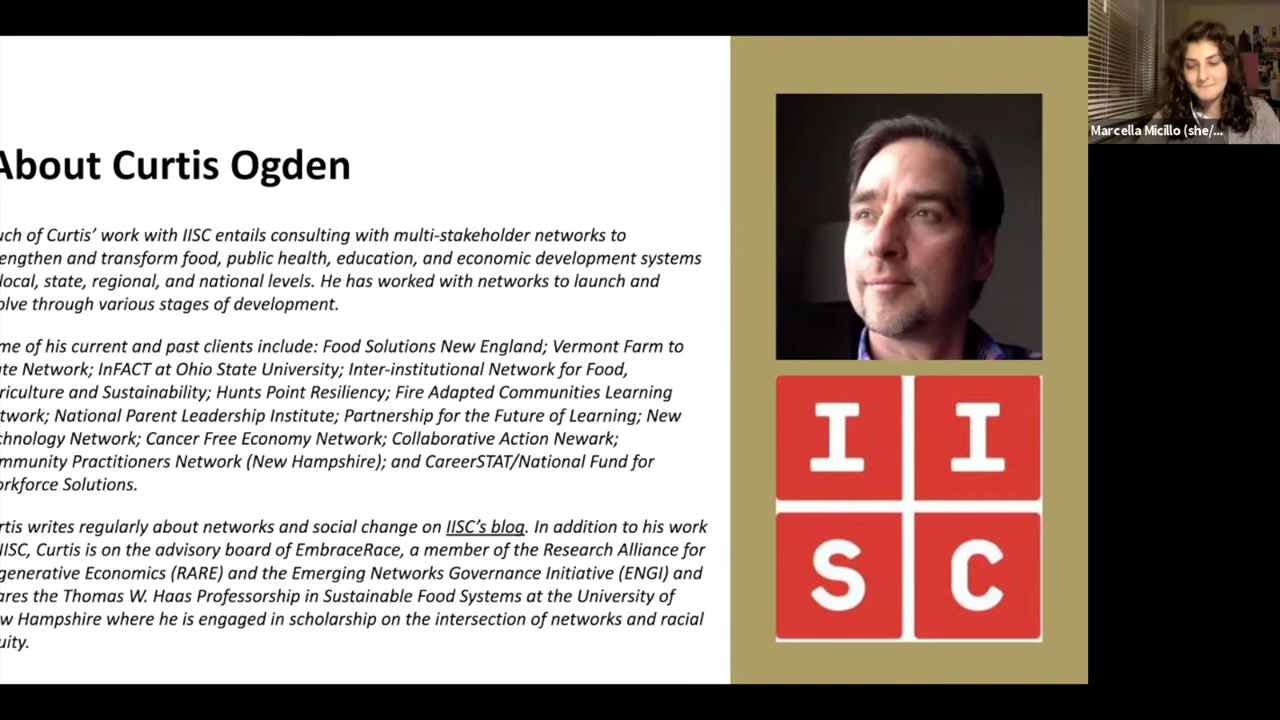 About Curtis Ogden
uch of Curtis' work with IISC entails consulting with multi-stakeholder networks to
engthen and transform food, public health, education, and economic development systems
local, state, regional, and national levels. He has worked with networks to launch and
olve through various stages of development.
me of his current and past clients include: Food Solutions New England; Vermont Farm to
te Network; InFACT at Ohio State University; Inter-institutional Network for Food,
riculture and Sustainability; Hunts Point Resiliency; Fire Adapted Communities Learning
twork; National Parent Leadership Institute; Partnership for the Future of Learning; New
chnology Network; Cancer Free Economy Network; Collaborative Action Newark;
mmunity Practitioners Network (New Hampshire); and CareerSTAT/National Fund for
orkforce Solutions.
rtis writes regularly about networks and social change on IISC's blog. In addition to his work
IISC, Curtis is on the advisory board of EmbraceRace, a member of the Research Alliance for
generative Economics (RARE) and the Emerging Networks Governance Initiative (ENGI) and
ares the Thomas W. Haas Professorship in Sustainable Food Systems at the University of
w Hampshire where he is engaged in scholarship on the intersection of networks and racial
uity.
I I
S C
Marcella Micillo (she/...